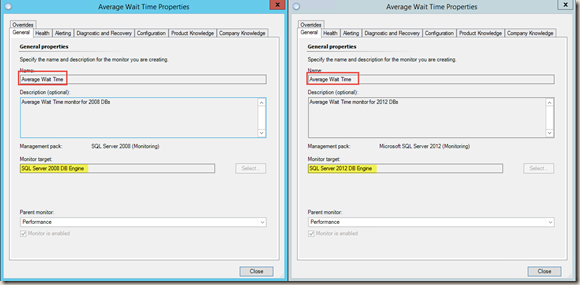 Average Wait Time Properties
x
Overrides
General Health Alerting Diagnostic and Recovery Configuration Product Knowledge Company Knowledge
General properties
Specify the name and description for the monitor you are creating.
Name:
Average Wait Time
Description (optional):
Average Wait Time monitor for 2008 DBs
Management pack: SQL Server 2008 (Monitoring)
Monitor target:
SQL Server 2008 DB Engine Select...
Parent monitor:
Performance
Monitor is enabled
Close
Average Wait Time Properties
x
Overrides
General Health Alerting Diagnostic and Recovery Configuration Product Knowledge Company Knowledge
General properties
Specify the name and description for the monitor you are creating.
Name:
Average Wait Time
Description (optional):
Average Wait Time monitor for 2012 DBs
Management pack: Microsoft SQL Server 2012 (Monitoring)
Monitor target:
SQL Server 2012 DB Engine Select...
Parent monitor:
Performance
Monitor is enabled
Close